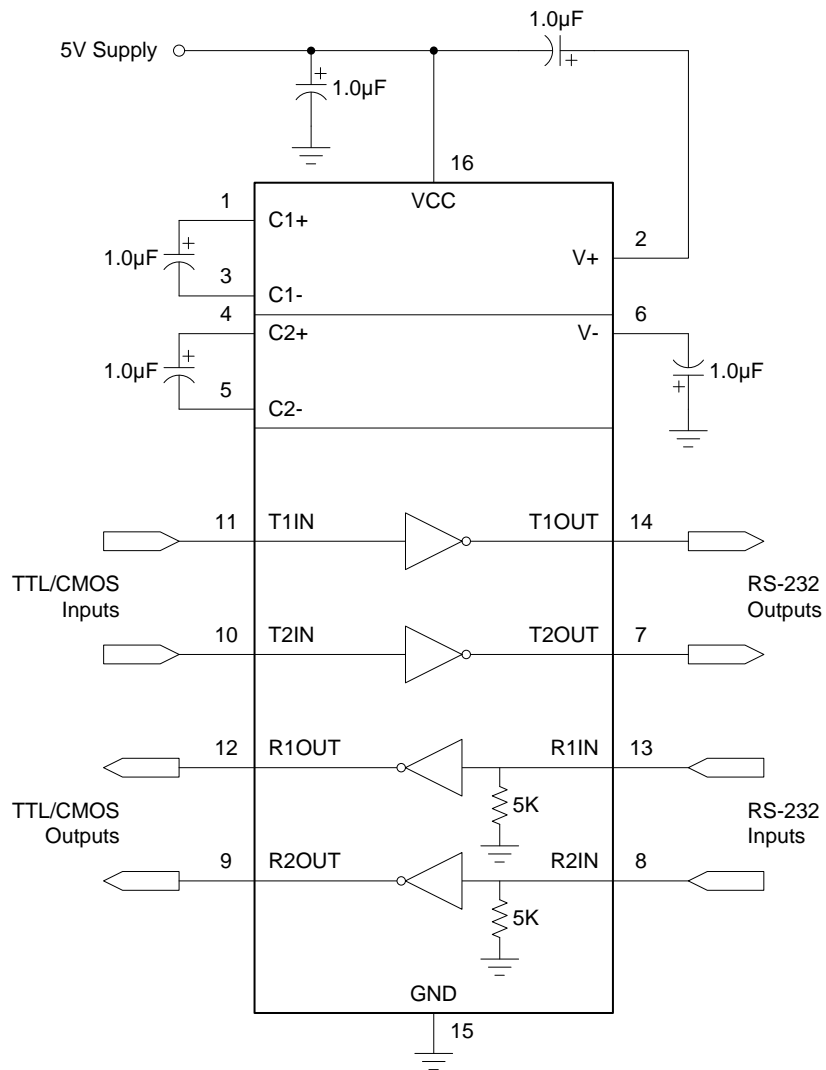 1.0µF
5V Supply
+
+
1.0µF
16
VCC
1
C1+
2
V+
+
1.0µF
3
C1-
4
C2+
6
V-
+
1.0µF
1.0µF
+
5
C2-
11
T1IN
T1OUT
14
TTL/CMOS
Inputs
RS-232
Outputs
10
T2IN
T2OUT
7
12
R1OUT
R1IN
13
5K
TTL/CMOS
Outputs
RS-232
Inputs
9
R2OUT
R2IN
8
5K
GND
15